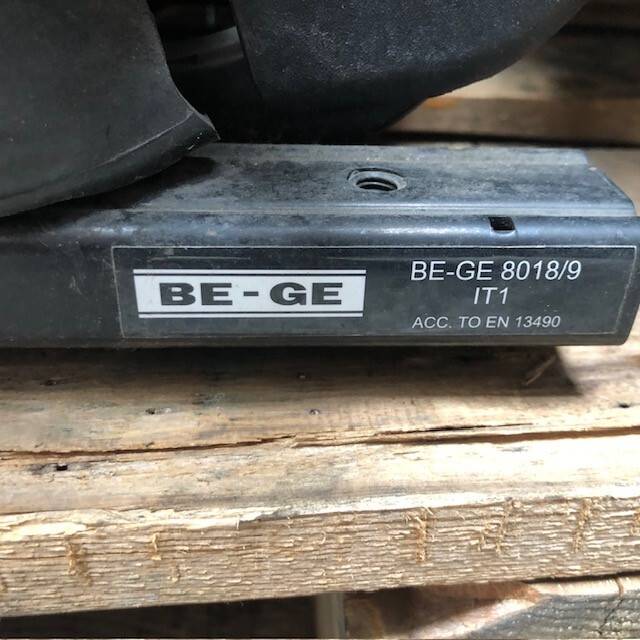 BE-GE
BE-GE 8018/9
IT1
ACC. TO EN 13490